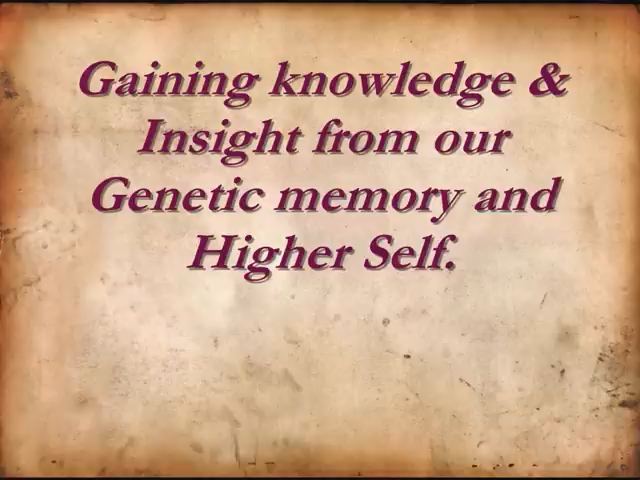 Gaining knowledge &
Insight from our
Genetic memory and
Higher Self.